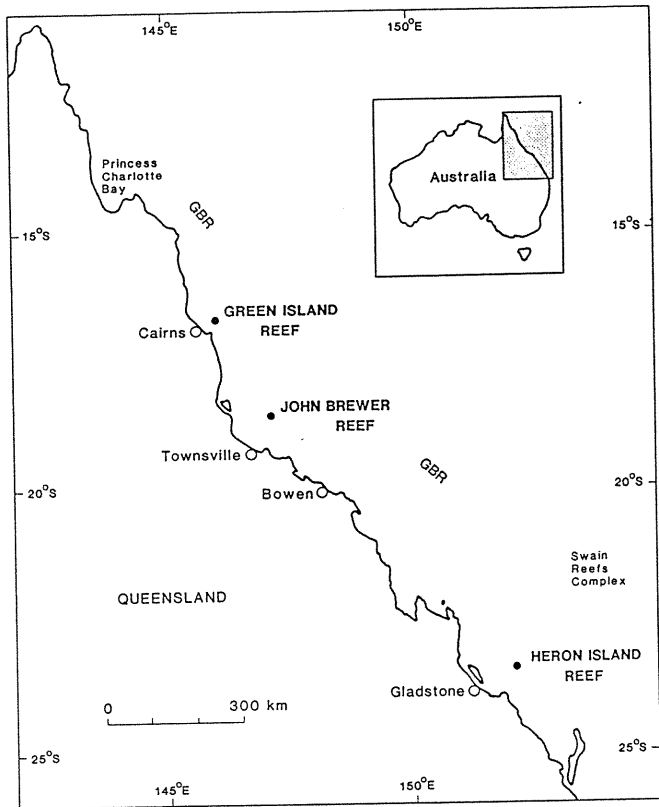 145°E
150°E
Princess
Charlotte
Bay
GBR
Australia
15°S
15°S
GREEN ISLAND
REEF
Cairns
JOHN BREWER
REEF
Townsville
GBR
20°S
20°S
Bowen
Swain
Reefs
Complex
QUEENSLAND
HERON ISLAND
REEF
Gladstone
0
300 km
25°S
25°S
145°E
150°E